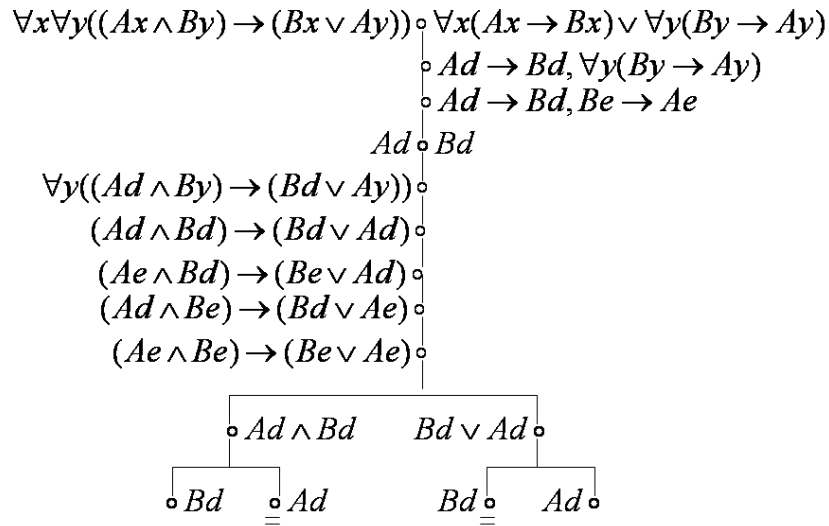 ∀x∀y((Ax ∧ By) → (Bx ∨ Ay)) ∘ ∀x(Ax → Bx) ∨ ∀y(By → Ay)
∘ Ad → Bd, ∀y(By → Ay)
∘ Ad → Bd, Be → Ae
Ad ∘ Bd
∀y((Ad ∧ By) → (Bd ∨ Ay)) ∘
(Ad ∧ Bd) → (Bd ∨ Ad) ∘
(Ae ∧ Bd) → (Be ∨ Ad) ∘
(Ad ∧ Be) → (Bd ∨ Ae) ∘
(Ae ∧ Be) → (Be ∨ Ae) ∘
∘ Ad ∧ Bd Bd ∨ Ad ∘
∘ Bd ∘ Ad Bd ∘ Ad ∘